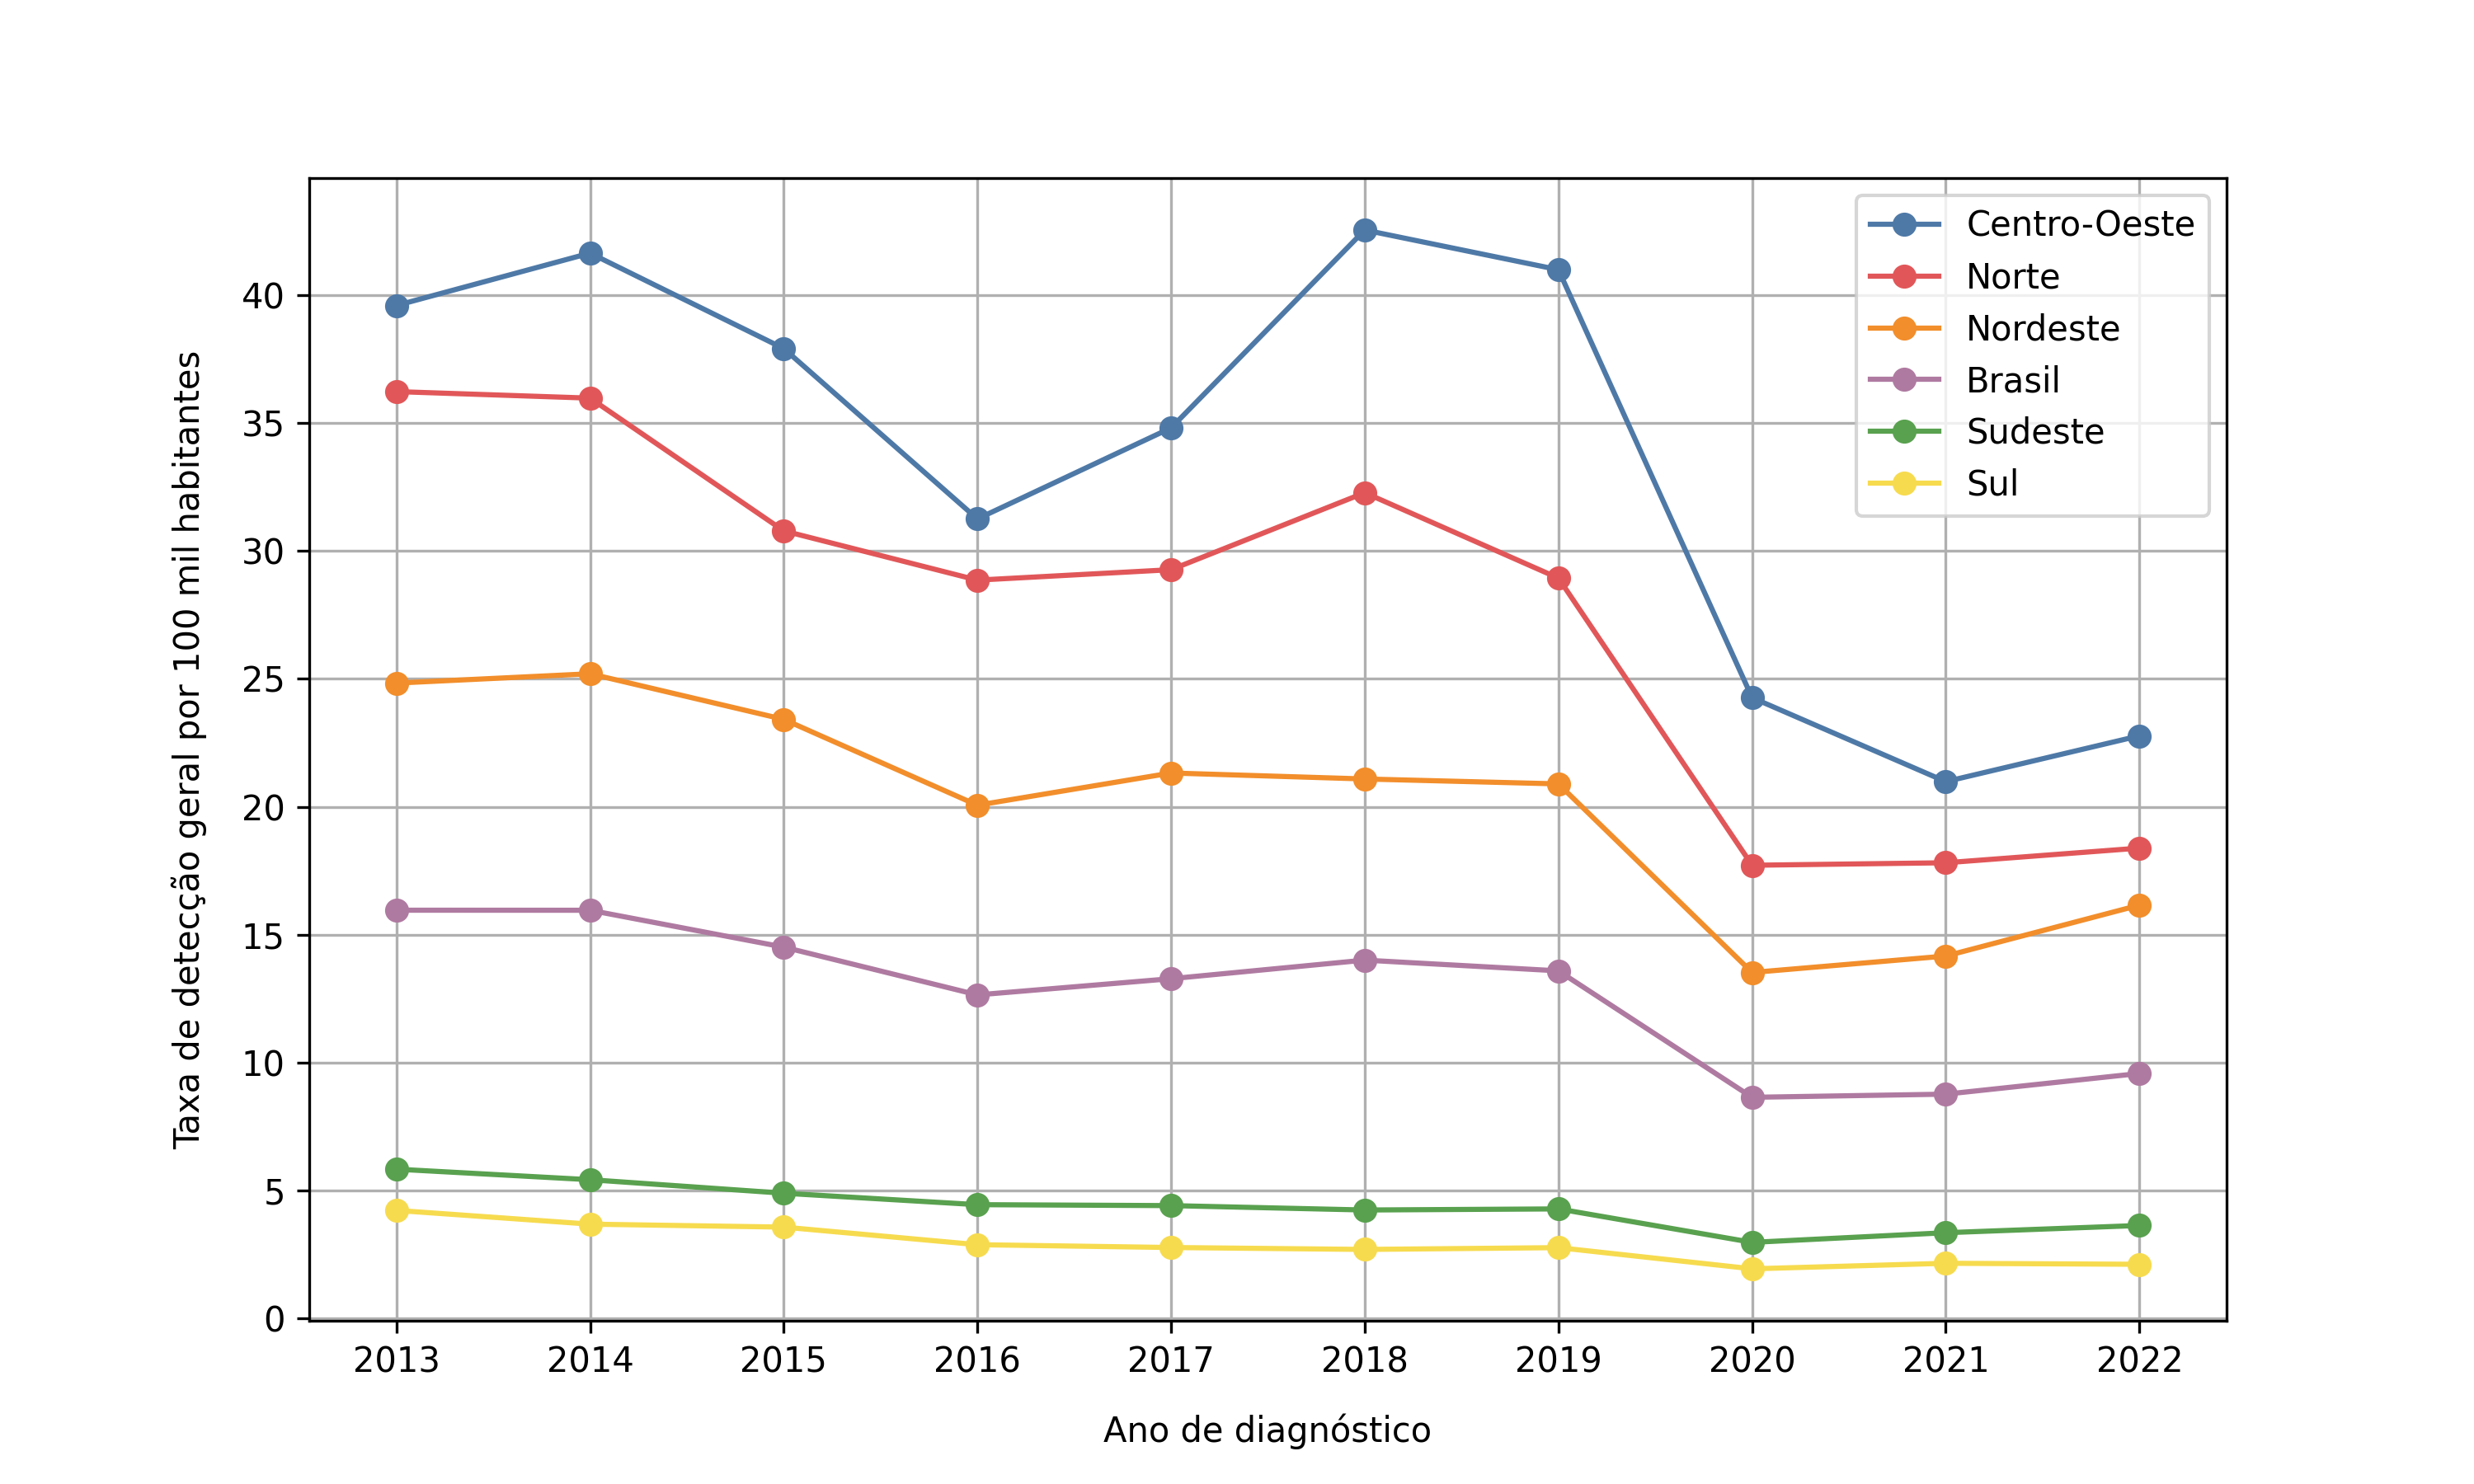 Centro-Oeste
Norte
Nordeste
Brasil
Sudeste
Sul
Taxa de detecção geral por 100 mil habitantes
40
35
30
25
20
15
10
5
0
2013 2014 2015 2016 2017 2018 2019 2020 2021 2022
Ano de diagnóstico